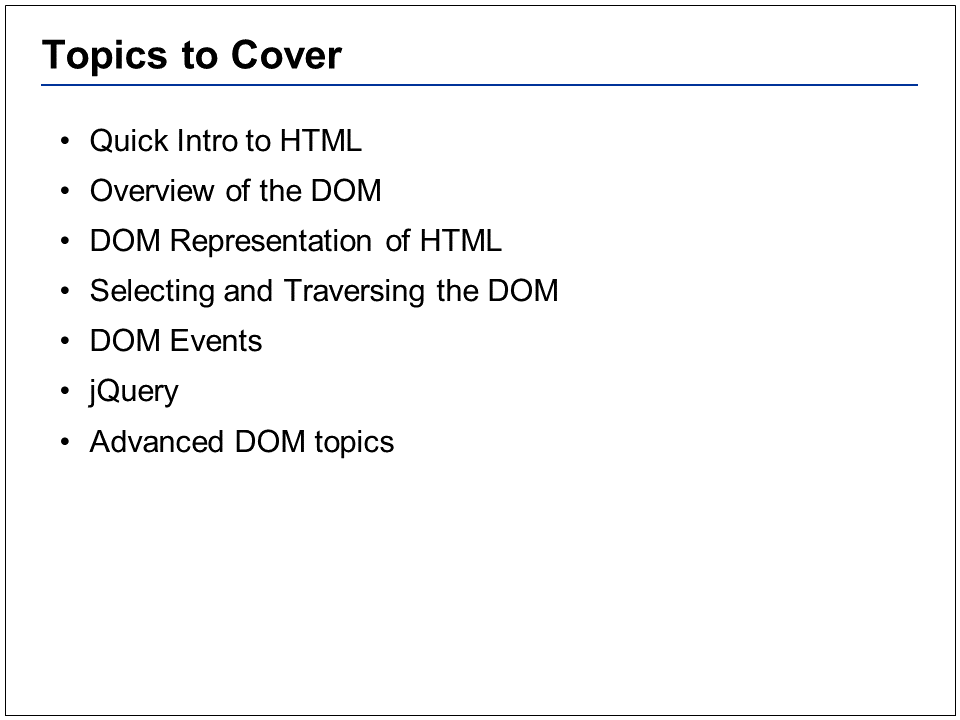 Topics to Cover
• Quick Intro to HTML
• Overview of the DOM
• DOM Representation of HTML
• Selecting and Traversing the DOM
• DOM Events
• jQuery
• Advanced DOM topics